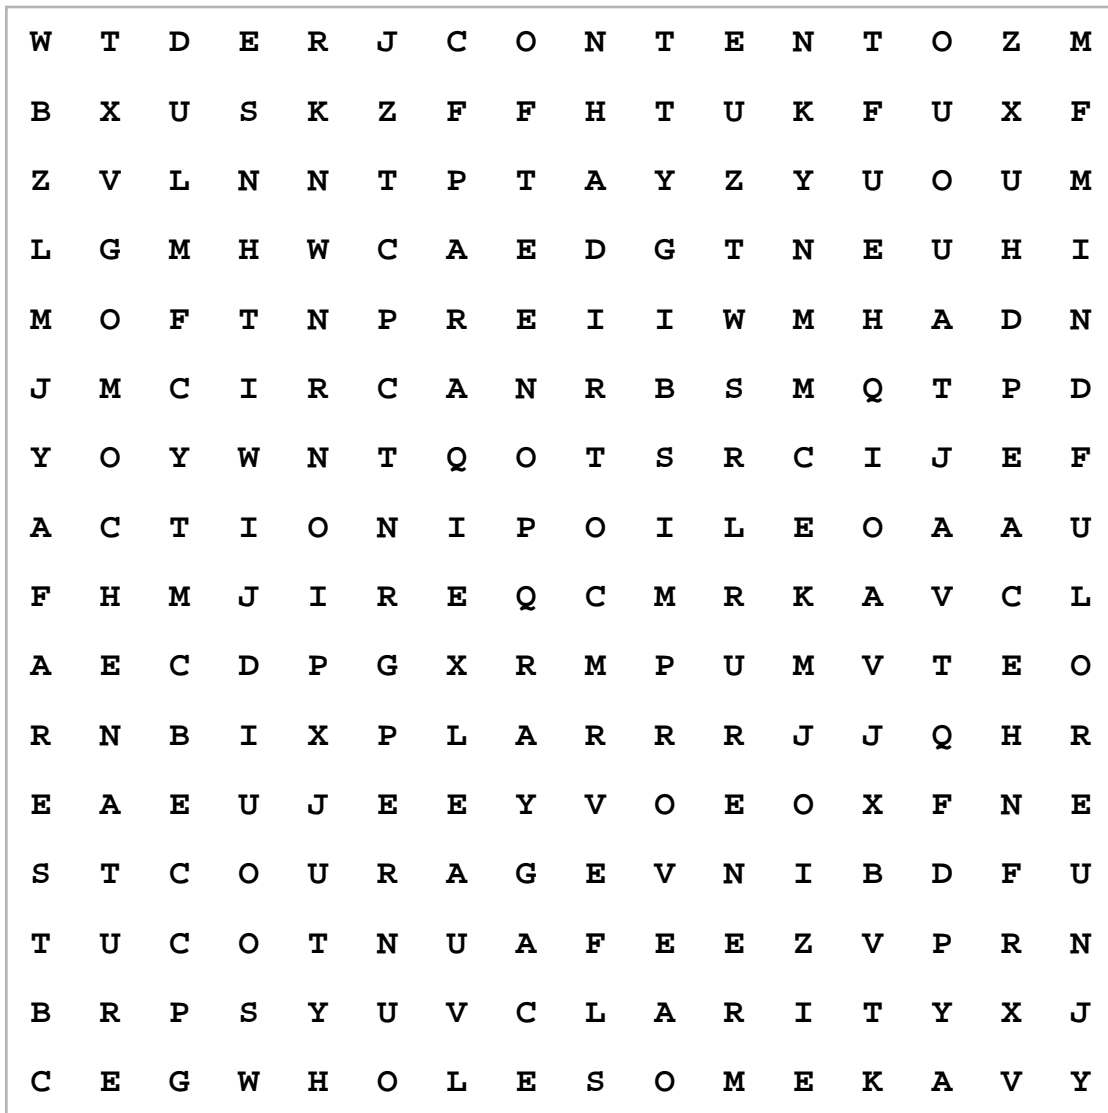 W T D E R J C O N T E N T O Z M
B X U S K Z F F H T U K F U X F
Z V L N N T P T A Y Z Y U O U M
L G M H W C A E D G T N E U H I
M O F T N P R E I I W M H A D N
J M C I R C A N R B S M Q T P D
Y O Y W N T Q O T S R C I J E F
A C T I O N I P O I L E O A A U
F H M J I R E Q C M R K A V C L
A E C D P G X R M P U M V T E O
R N B I X P L A R R R J J Q H R
E A E U J E E Y V O E O X F N E
S T C O U R A G E V N I B D F U
T U C O T N U A F E E Z V P R N
B R P S Y U V C L A R I T Y X J
C E G W H O L E S O M E K A V Y